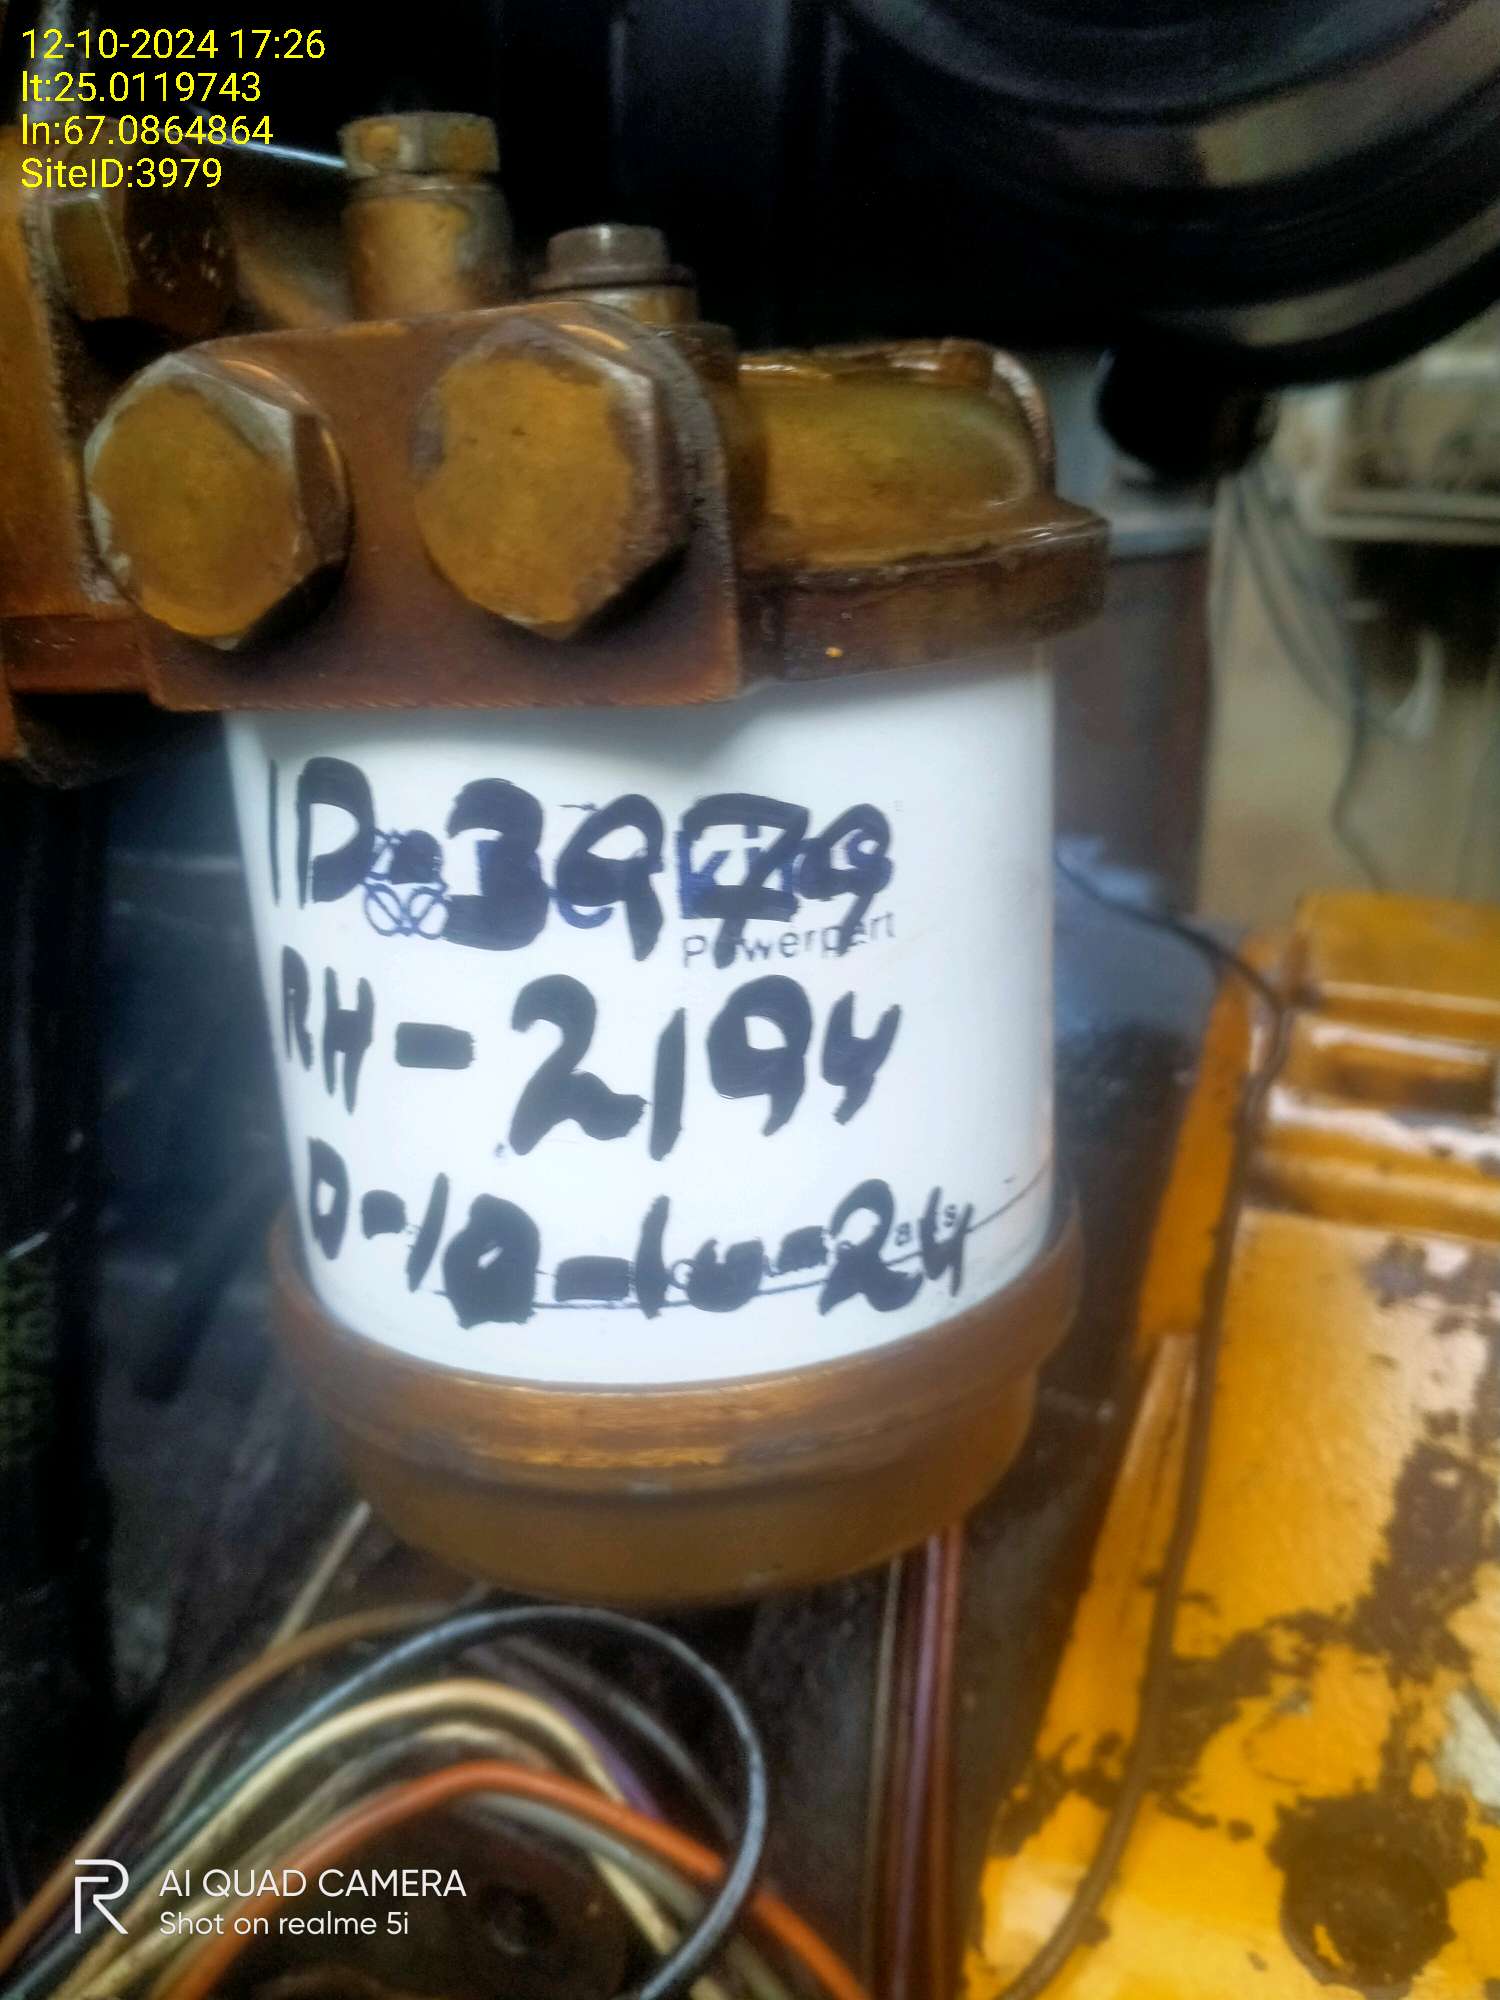 12-10-2024 17:26
lt:25.0119743
ln:67.0864864
SiteID:3979
ID-3979
Powerpart
RH-2194
D-10-10-24
AI QUAD CAMERA
Shot on realme 5i